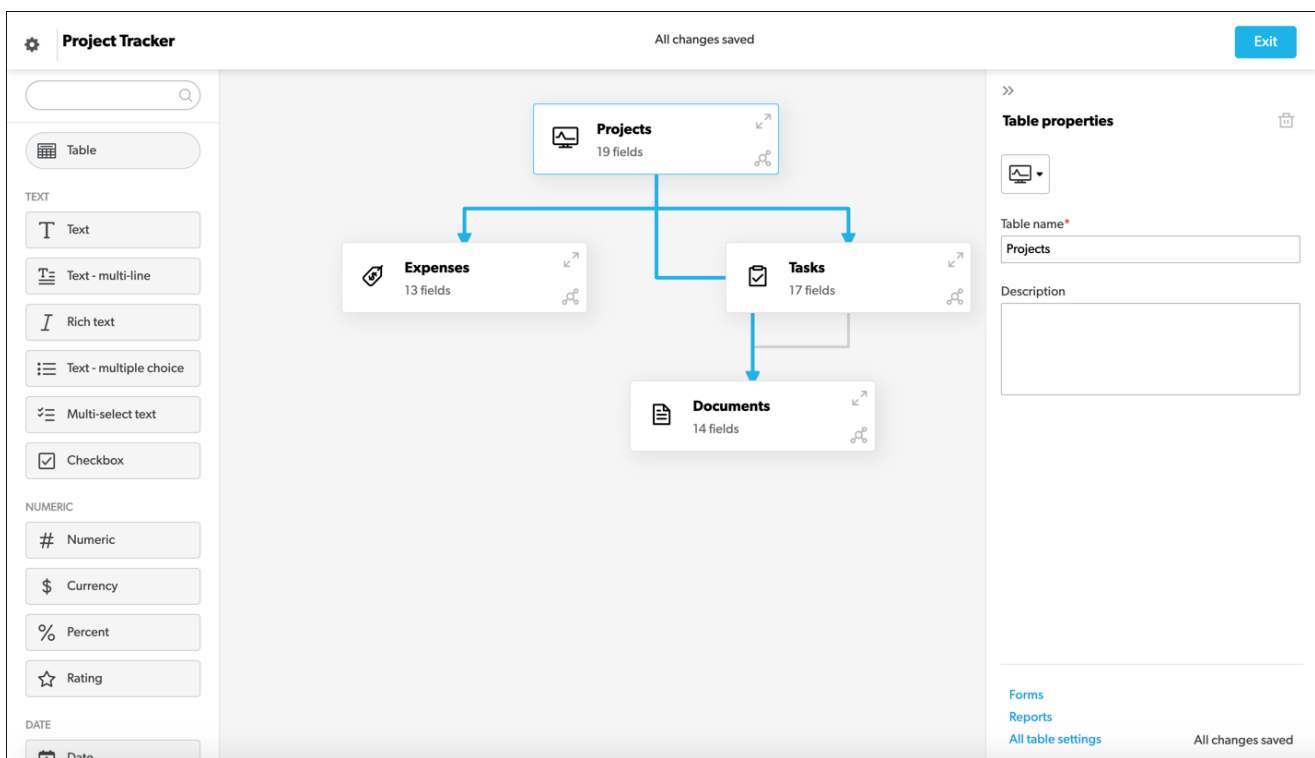 Project Tracker
All changes saved
Exit
Table
TEXT
Text
Text - multi-line
Rich text
Text - multiple choice
Multi-select text
Checkbox
NUMERIC
Numeric
Currency
Percent
Rating
DATE
Date
Projects
19 fields
Expenses
13 fields
Tasks
17 fields
Documents
14 fields
Table properties
Table name*
Projects
Description
Forms
Reports
All table settings
All changes saved